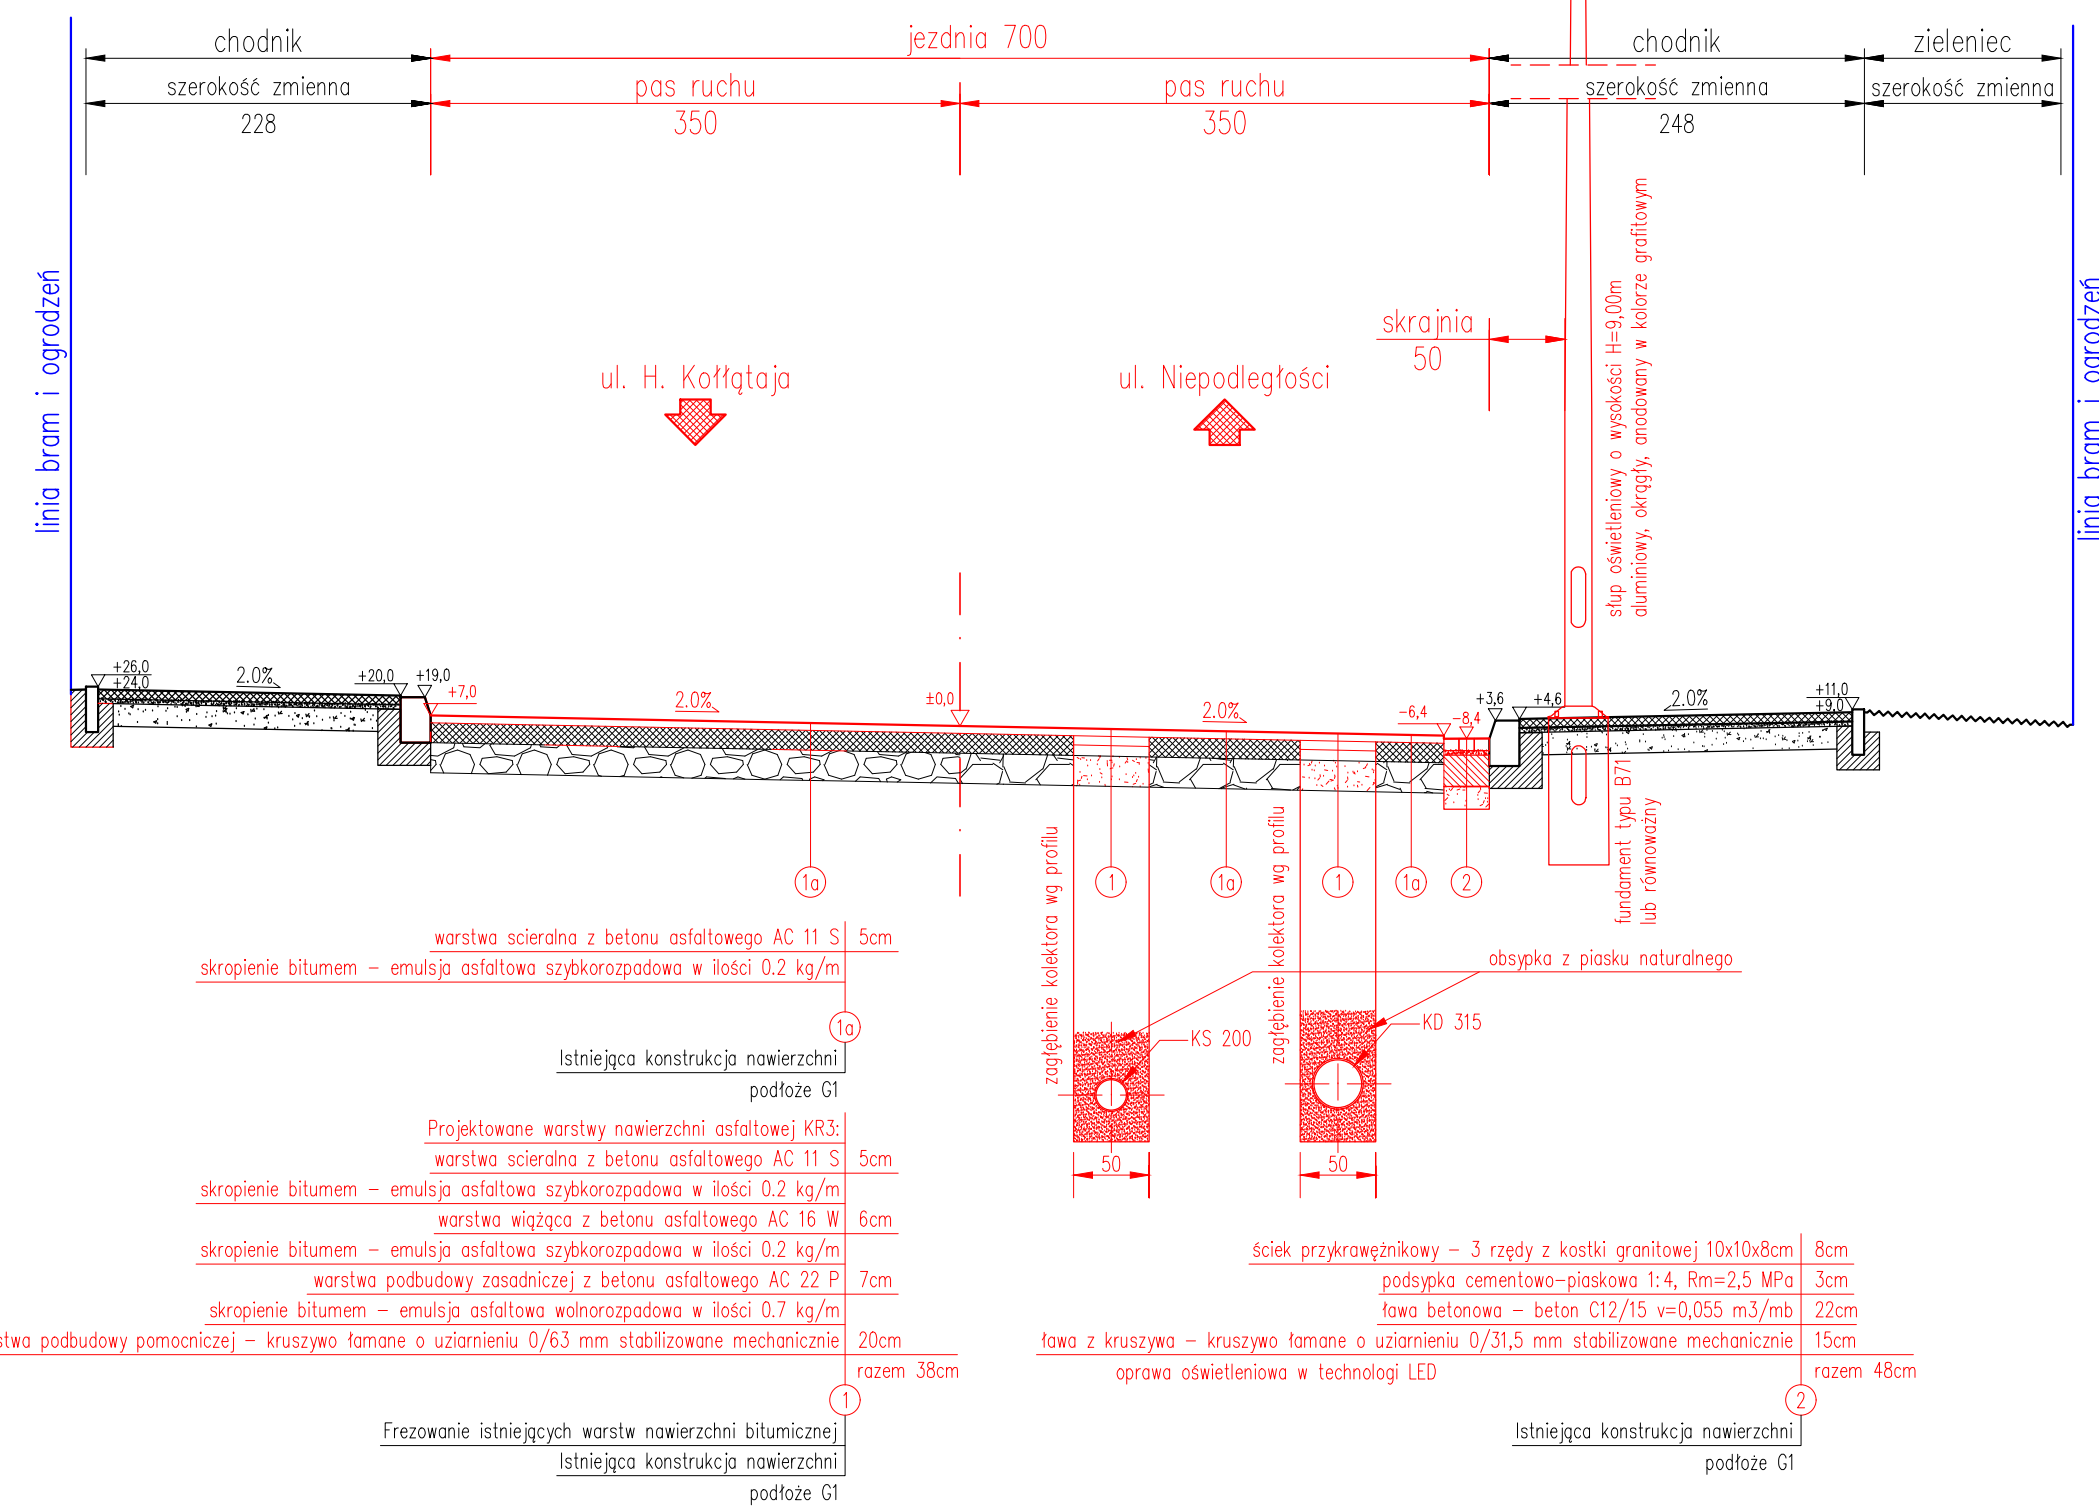 chodnik
jezdnia 700
chodnik
zieleniec
szerokość zmienna
pas ruchu
pas ruchu
szerokość zmienna
szerokość zmienna
228
350
350
248
linia bram i ogrodzeń
skrajnia
50
ul. H. Kołłątaja
ul. Niepodległości
słup oświetleniowy o wysokości H=9,00m
aluminiowy, okrągły, anodowany w kolorze grafitowym
linia bram i ogrodzeń
+26,0
+24,0
2.0%
+20,0
+19,0
+7,0
2.0%
±0,0
2.0%
-6,4
-8,4
+3,6
+4,6
2.0%
+11,0
+9,0
fundament typu B71
lub równoważny
1a
1
1a
1
1a
2
zagłębienie kolektora wg profilu
zagłębienie kolektora wg profilu
warstwa scieralna z betonu asfaltowego AC 11 S 5cm
skropienie bitumem – emulsja asfaltowa szybkorozpadowa w ilości 0.2 kg/m
1a
Istniejąca konstrukcja nawierzchni
podłoże G1
obsypka z piasku naturalnego
KS 200
KD 315
50
50
Projektowane warstwy nawierzchni asfaltowej KR3:
warstwa scieralna z betonu asfaltowego AC 11 S 5cm
skropienie bitumem – emulsja asfaltowa szybkorozpadowa w ilości 0.2 kg/m
warstwa wiążąca z betonu asfaltowego AC 16 W 6cm
skropienie bitumem – emulsja asfaltowa szybkorozpadowa w ilości 0.2 kg/m
warstwa podbudowy zasadniczej z betonu asfaltowego AC 22 P 7cm
skropienie bitumem – emulsja asfaltowa wolnorozpadowa w ilości 0.7 kg/m
stwa podbudowy pomocniczej – kruszywo łamane o uziarnieniu 0/63 mm stabilizowane mechanicznie 20cm
razem 38cm
1
Frezowanie istniejących warstw nawierzchni bitumicznej
Istniejąca konstrukcja nawierzchni
podłoże G1
ściek przykrawężnikowy – 3 rzędy z kostki granitowej 10x10x8cm 8cm
podsypka cementowo-piaskowa 1:4, Rm=2,5 MPa 3cm
ława betonowa – beton C12/15 v=0,055 m3/mb 22cm
ława z kruszywa – kruszywo łamane o uziarnieniu 0/31,5 mm stabilizowane mechanicznie 15cm
oprawa oświetleniowa w technologi LED
razem 48cm
2
Istniejąca konstrukcja nawierzchni
podłoże G1